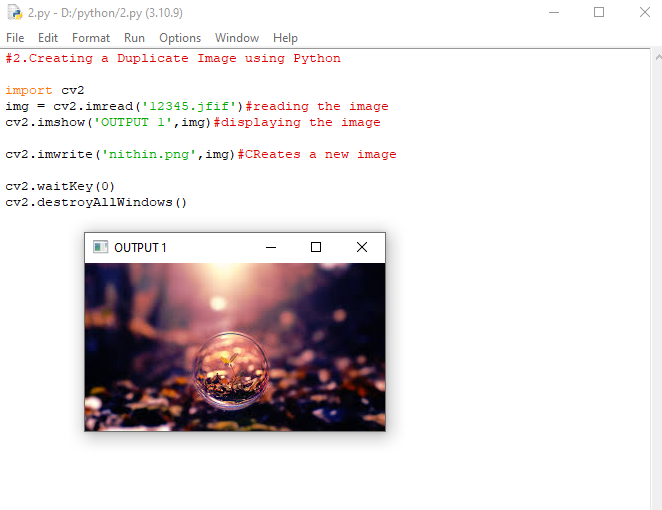 2.py - D:/python/2.py (3.10.9)
File Edit Format Run Options Window Help
#2.Creating a Duplicate Image using Python
import cv2
img = cv2.imread('12345.jfif')#reading the image
cv2.imshow('OUTPUT 1',img)#displaying the image
cv2.imwrite('nithin.png',img)#CReates a new image
cv2.waitKey(0)
cv2.destroyAllWindows()
OUTPUT 1